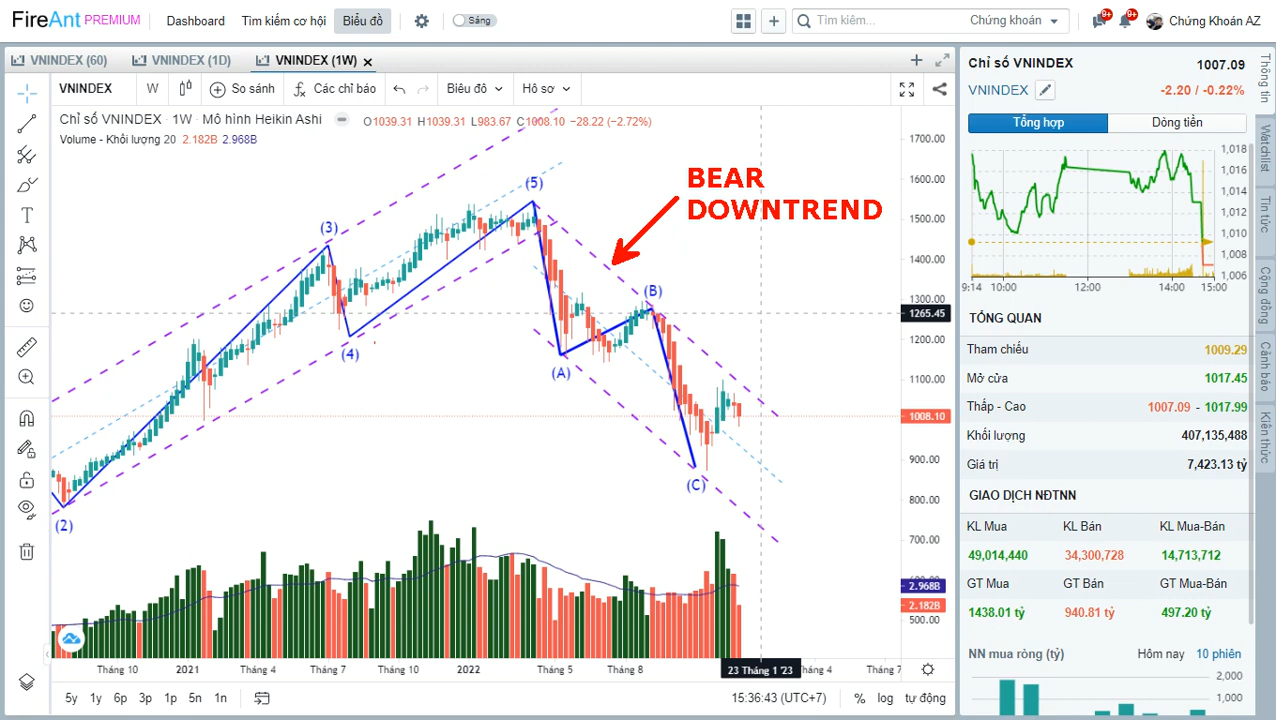 FireAnt PREMIUM Dashboard Tìm kiếm cơ hội Biểu đồ Sáng Tìm kiếm... Chứng khoán 9+ 9+ Chứng Khoán AZ
VNINDEX (60) VNINDEX (1D) VNINDEX (1W)
VNINDEX W So sánh Các chỉ báo Biểu đồ Hồ sơ
Chỉ số VNINDEX · 1W · Mô hình Heikin Ashi O1039.31 H1039.31 L983.67 C1008.10 −28.22 (−2.72%)
Volume - Khối lượng 20 2.182B 2.968B
BEAR
DOWNTREND
(5)
(3)
(B)
(4)
(A)
(C)
(2)
1700.00
1600.00
1500.00
1400.00
1300.00
1265.45
1200.00
1100.00
1008.10
900.00
800.00
700.00
2.968B
2.182B
500.00
Tháng 10 2021 Tháng 4 Tháng 7 Tháng 10 2022 Tháng 5 Tháng 8 23 Tháng 1 '23 háng 4 Tháng 7
5y 1y 6p 3p 1p 5n 1n 15:36:43 (UTC+7) % log tự động
Chỉ số VNINDEX 1007.09
VNINDEX -2.20 / -0.22%
Tổng hợp Dòng tiền
1,018
1,015
1,012
1,009
1,006
9:14 10:00 12:00 14:00 15:00
TỔNG QUAN
Tham chiếu 1009.29
Mở cửa 1017.45
Thấp - Cao 1007.09 - 1017.99
Khối lượng 407,135,488
Giá trị 7,423.13 tỷ
GIAO DỊCH NĐTNN
KL Mua KL Bán KL Mua-Bán
49,014,440 34,300,728 14,713,712
GT Mua GT Bán GT Mua-Bán
1438.01 tỷ 940.81 tỷ 497.20 tỷ
NN mua ròng (tỷ) Hôm nay 10 phiên
2,000
1,000
Thông tin
Watchlist
Tin tức
Cộng đồng
Cảnh báo
Kiến thức